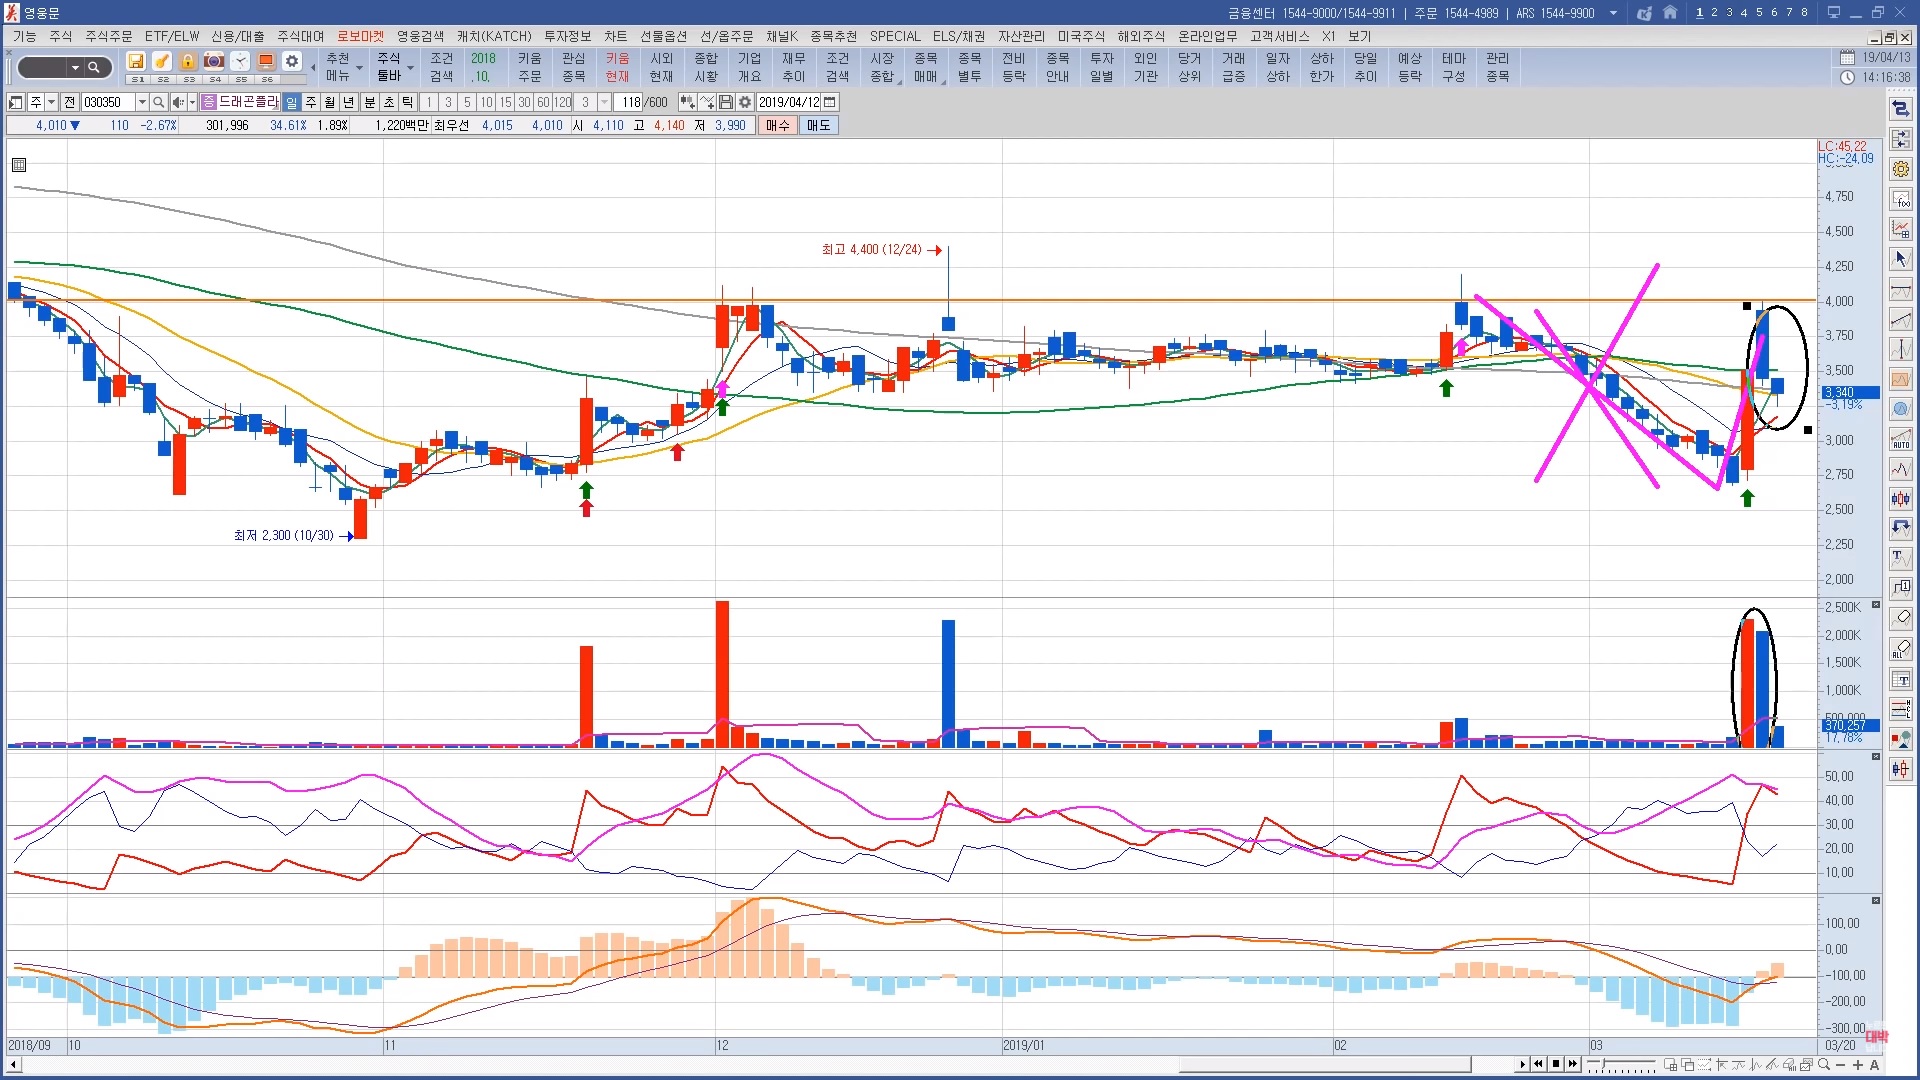 영웅문 금융센터 1544-9000/1544-9911 | 주문 1544-4989 | ARS 1544-9900 1 2 3 4 5 6 7 8
기능 주식 주식주문 ETF/ELW 신용/대출 주식대여 로보마켓 영웅검색 캐치(KATCH) 투자정보 차트 선물옵션 선/옵주문 채널K 종목추천 SPECIAL ELS/채권 자산관리 미국주식 해외주식 온라인업무 고객서비스 X1 보기
추천 주식 조건 2018 키움 관심 키움 시외 종합 기업 재무 조건 시장 종목 종목 전비 종목 투자 외인 당거 거래 일자 상하 당일 예상 테마 관리 19/04/13
메뉴 툴바 검색 .10. 주문 종목 현재 현재 시황 개요 추이 검색 종합 매매 별투 등락 안내 일별 기관 상위 급증 상하 한가 추이 등락 구성 종목 14:16:38
S1 S2 S3 S4 S5 S6
주 전 030350 증 드래곤플라 일 주 월 년 분 초 틱 1 3 5 10 15 30 60 120 3 118 /600 2019/04/12
4,010 ▼ 110 -2.67% 301,996 34.61% 1.89% 1,220백만 최우선 4,015 4,010 시 4,110 고 4,140 저 3,990 매수 매도
LC:45,22
HC:-24,09
4,750
4,500
최고 4,400 (12/24)
4,250
4,000
3,750
3,500
3,340
-3,19%
3,000
2,750
2,500
최저 2,300 (10/30)
2,250
2,000
2,500K
2,000K
1,500K
1,000K
500,000
370,257
17,78%
50,00
40,00
30,00
20,00
10,00
100,00
0,00
-100,00
-200,00
-300,00
대박
2018/09 10 11 12 2019/01 02 03 03/20
A